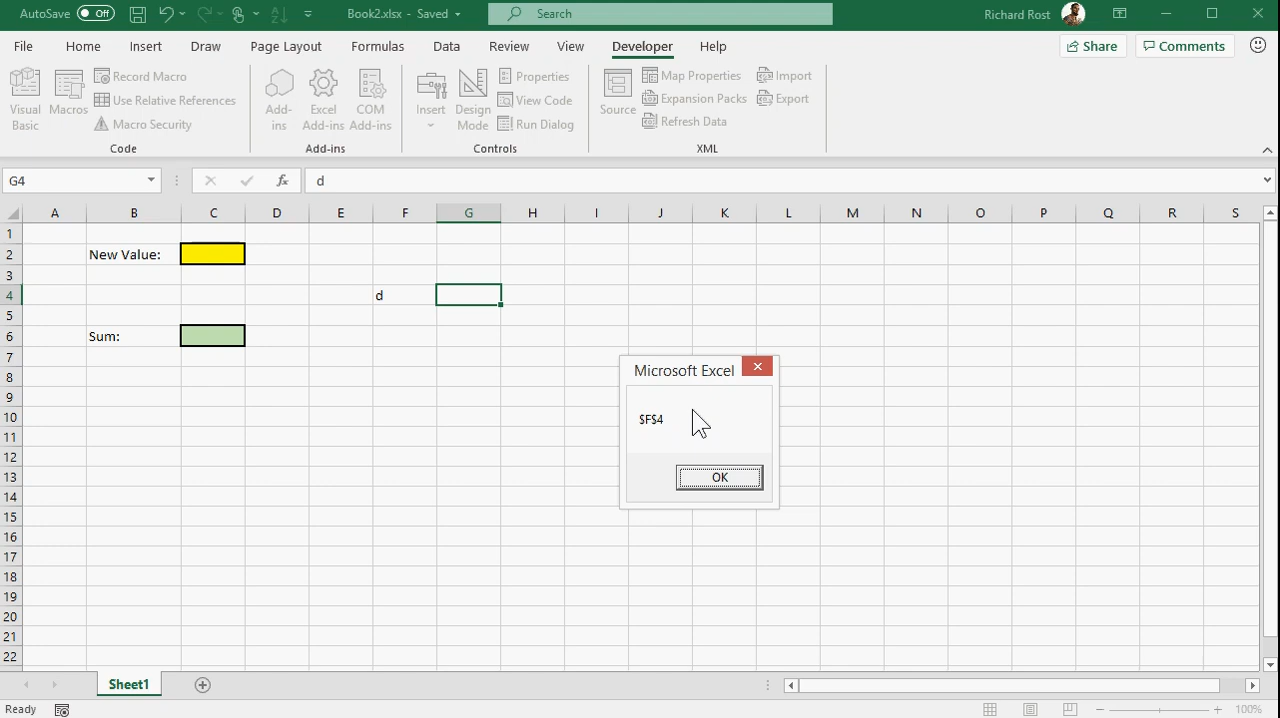 AutoSave Off Book2.xlsx - Saved Search Richard Rost
File Home Insert Draw Page Layout Formulas Data Review View Developer Help Share Comments
Visual Basic
Macros
Record Macro
Use Relative References
Macro Security
Code
Add-ins
Excel Add-ins
COM Add-ins
Add-ins
Insert
Design Mode
Properties
View Code
Run Dialog
Controls
Source
Map Properties
Expansion Packs
Refresh Data
Import
Export
XML
G4 fx d
A B C D E F G H I J K L M N O P Q R S
1
2 New Value:
3
4 d
5
6 Sum:
7
8
9
10
11
12
13
14
15
16
17
18
19
20
21
22
Microsoft Excel
$F$4
OK
Sheet1
Ready 100%